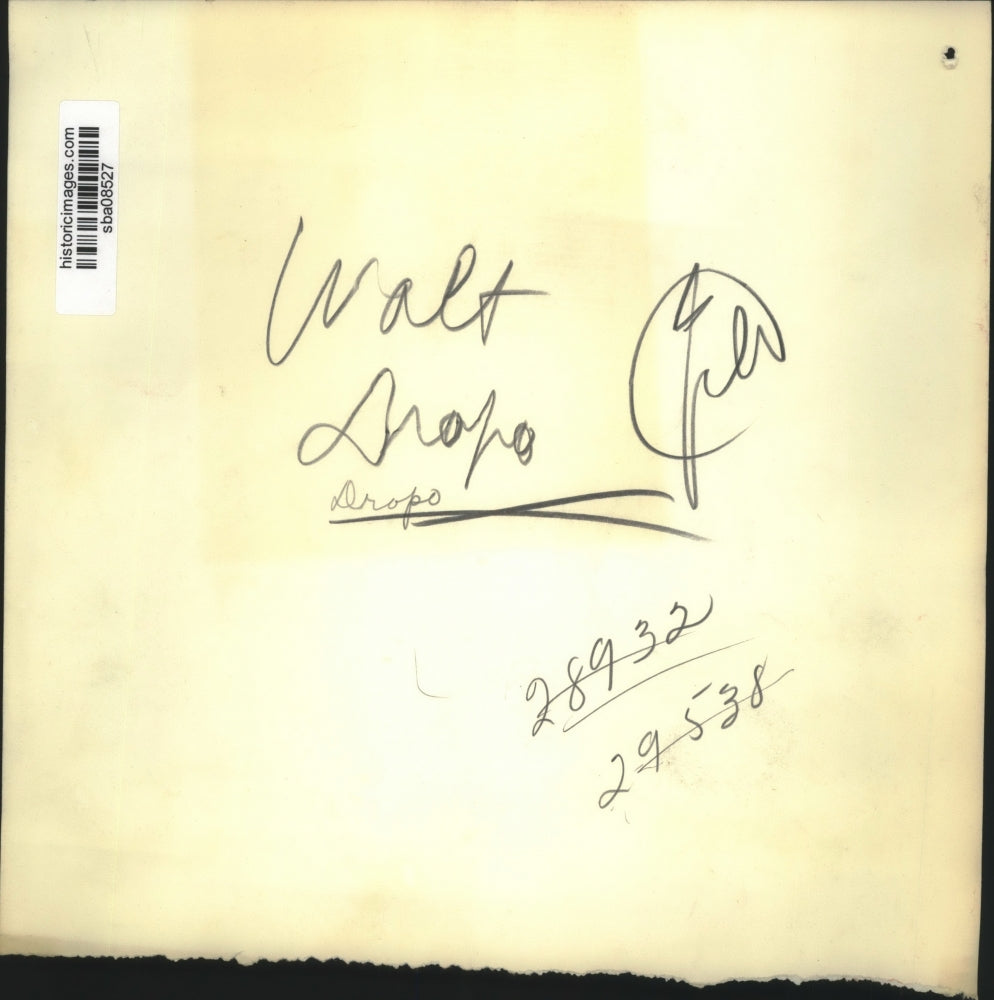 historicimages.com
sba08527
Walt
Dropo
Dropo
28932
29538